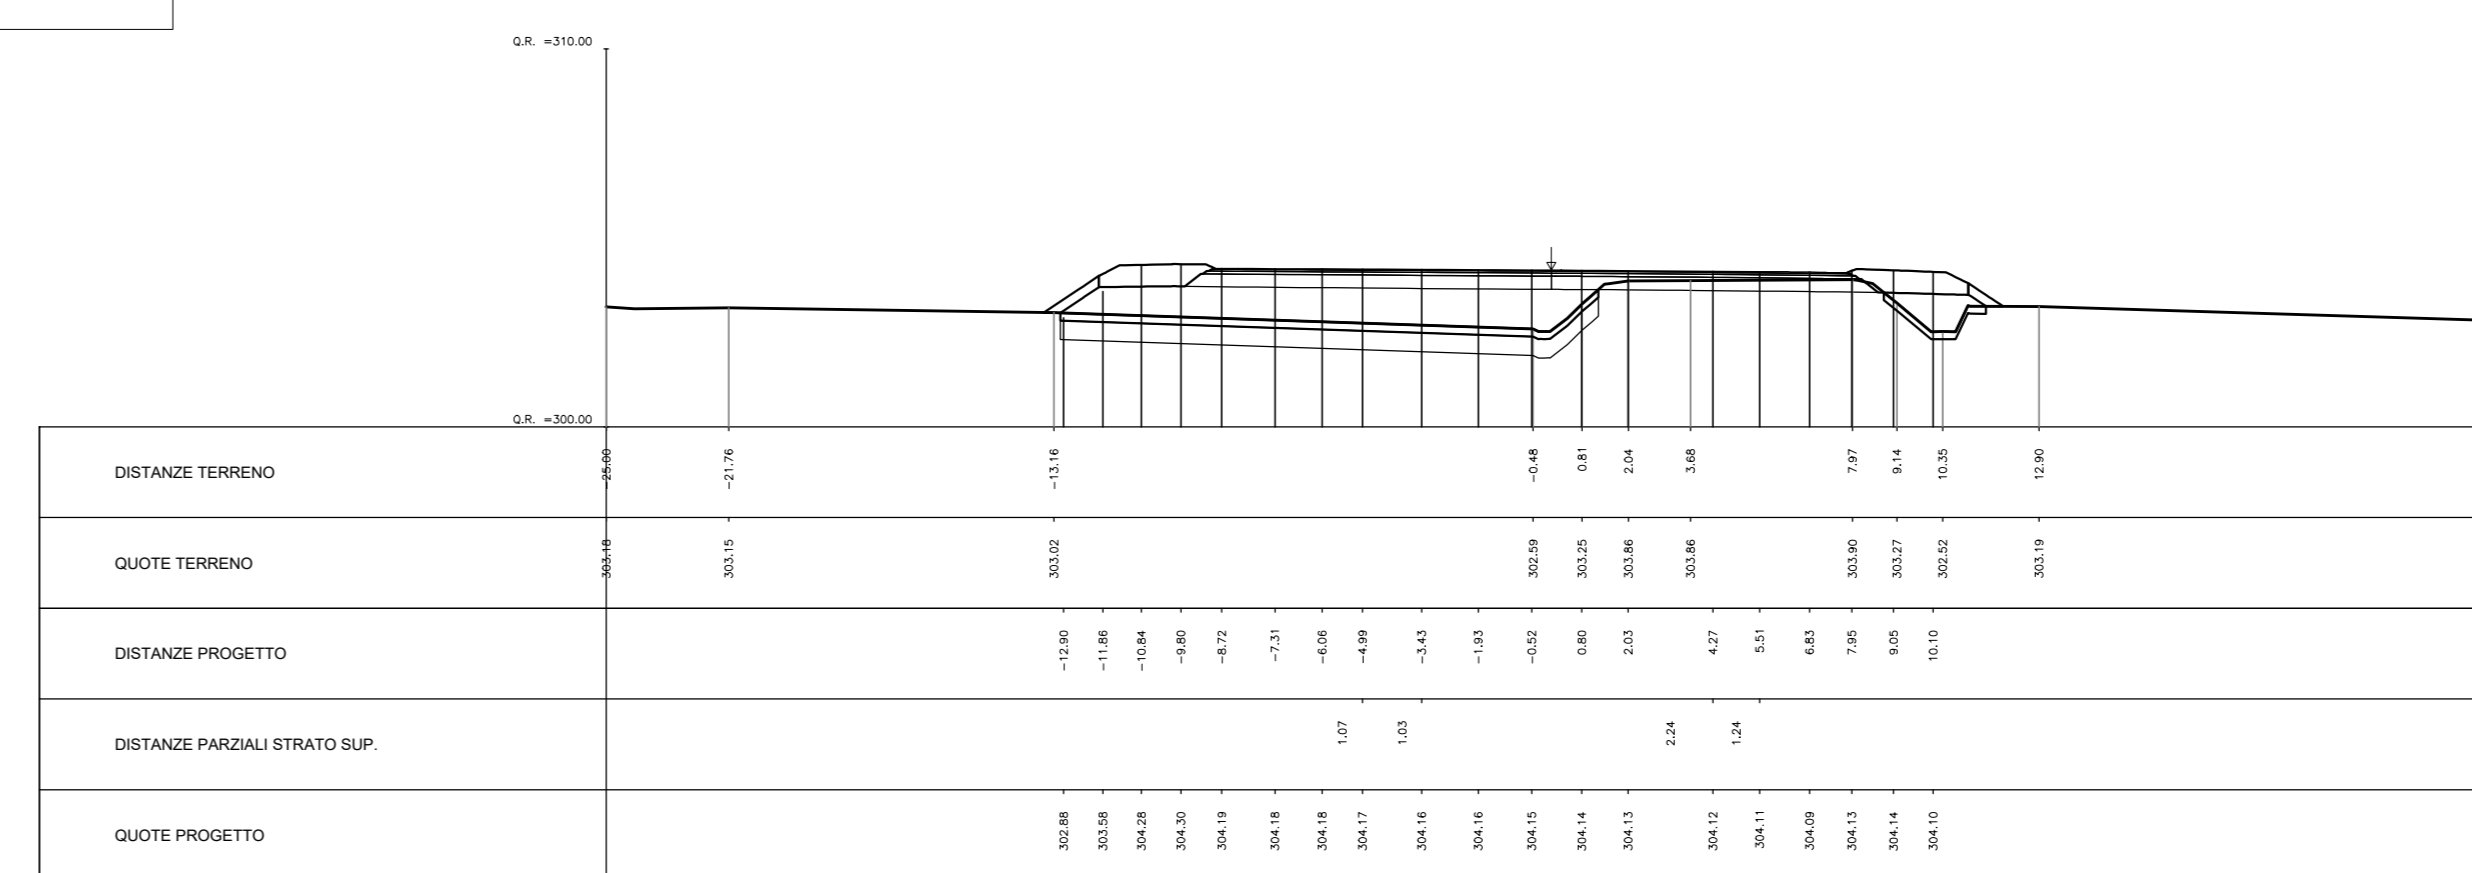 Q.R. =310.00
Q.R. =300.00
DISTANZE TERRENO
-25.00 -21.76 -13.16 -0.48 0.81 2.04 3.68 7.97 9.14 10.35 12.90
QUOTE TERRENO
303.18 303.15 303.02 302.59 303.25 303.86 303.86 303.90 303.27 302.52 303.19
DISTANZE PROGETTO
-12.90 -11.86 -10.84 -9.80 -8.72 -7.31 -6.06 -4.99 -3.43 -1.93 -0.52 0.80 2.03 4.27 5.51 6.83 7.95 9.05 10.10
DISTANZE PARZIALI STRATO SUP.
1.07 1.03 2.24 1.24
QUOTE PROGETTO
302.88 303.58 304.28 304.30 304.19 304.18 304.18 304.17 304.16 304.16 304.15 304.14 304.13 304.12 304.11 304.09 304.13 304.14 304.10